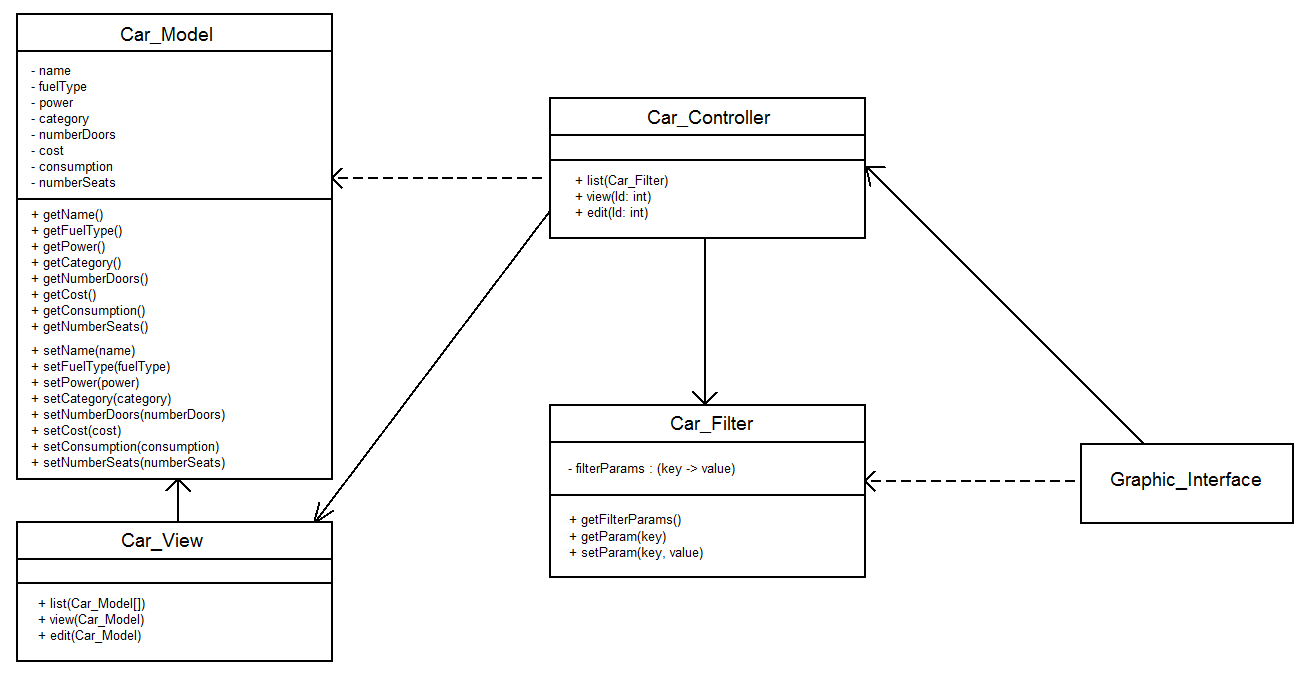 Car_Model
- name
- fuelType
- power
- category
- numberDoors
- cost
- consumption
- numberSeats
+ getName()
+ getFuelType()
+ getPower()
+ getCategory()
+ getNumberDoors()
+ getCost()
+ getConsumption()
+ getNumberSeats()
+ setName(name)
+ setFuelType(fuelType)
+ setPower(power)
+ setCategory(category)
+ setNumberDoors(numberDoors)
+ setCost(cost)
+ setConsumption(consumption)
+ setNumberSeats(numberSeats)
Car_View
+ list(Car_Model[])
+ view(Car_Model)
+ edit(Car_Model)
Car_Controller
+ list(Car_Filter)
+ view(Id: int)
+ edit(Id: int)
Car_Filter
- filterParams : (key -> value)
+ getFilterParams()
+ getParam(key)
+ setParam(key, value)
Graphic_Interface